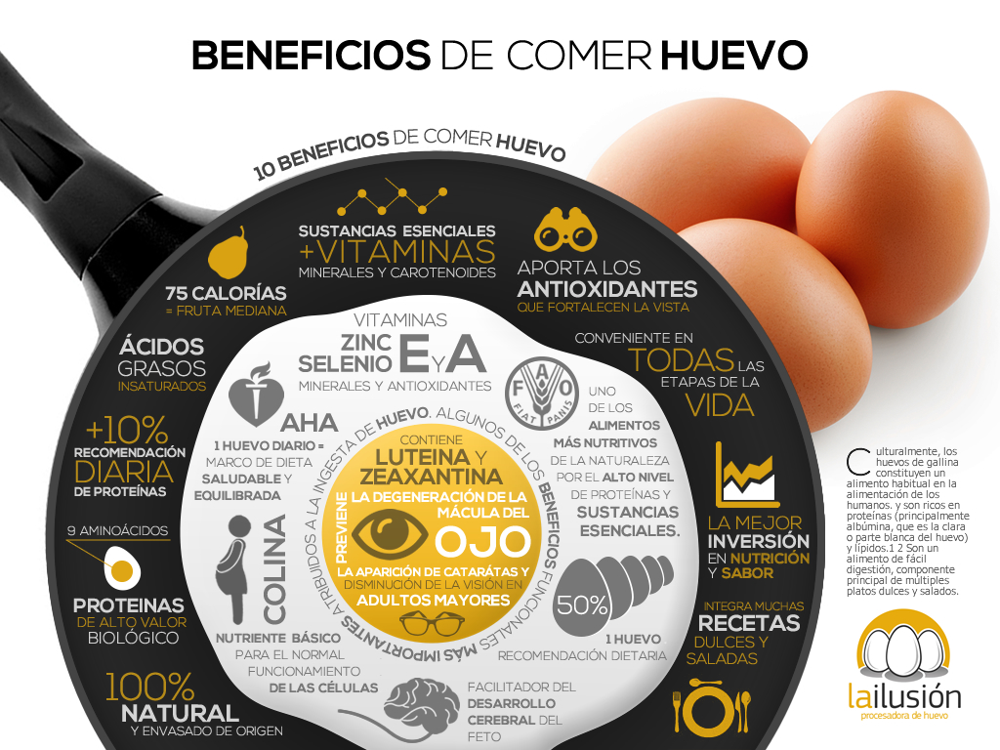 BENEFICIOS DE COMER HUEVO
10 BENEFICIOS DE COMER HUEVO
SUSTANCIAS ESENCIALES
+VITAMINAS
MINERALES Y CAROTENOIDES
75 CALORÍAS
= FRUTA MEDIANA
APORTA LOS
ANTIOXIDANTES
QUE FORTALECEN LA VISTA
ÁCIDOS
GRASOS
INSATURADOS
CONVENIENTE EN
TODAS LAS
ETAPAS DE LA
VIDA
+10%
RECOMENDACIÓN
DIARIA
DE PROTEÍNAS
9 AMINOÁCIDOS
PROTEINAS
DE ALTO VALOR
BIOLÓGICO
100%
NATURAL
Y ENVASADO DE ORIGEN
LA MEJOR
INVERSIÓN
EN NUTRICIÓN
Y SABOR
INTEGRA MUCHAS
RECETAS
DULCES Y
SALADAS
VITAMINAS
ZINC
SELENIO E Y A
MINERALES Y ANTIOXIDANTES
AHA
1 HUEVO DIARIO =
MARCO DE DIETA
SALUDABLE Y
EQUILIBRADA
FAO
FIAT PANIS
UNO
DE LOS
ALIMENTOS
MÁS NUTRITIVOS
DE LA NATURALEZA
POR EL ALTO NIVEL
DE PROTEÍNAS Y
SUSTANCIAS
ESENCIALES.
COLINA
NUTRIENTE BÁSICO
PARA EL NORMAL
FUNCIONAMIENTO
DE LAS CÉLULAS
50%
1 HUEVO
RECOMENDACIÓN DIETARIA
FACILITADOR DEL
DESARROLLO
CEREBRAL DEL
FETO
ALGUNOS DE LOS BENEFICIOS FUNCIONALES MÁS IMPORTANTES ATRIBUIDOS A LA INGESTA DE HUEVO.
CONTIENE
LUTEINA Y
ZEAXANTINA
PREVIENE
LA DEGENERACIÓN DE LA
MÁCULA DEL
OJO
LA APARICIÓN DE CATARÁTAS Y
DISMINUCIÓN DE LA VISIÓN EN
ADULTOS MAYORES
Culturalmente, los
huevos de gallina
constituyen un
alimento habitual en la
alimentación de los
humanos. y son ricos en
proteínas (principalmente
albúmina, que es la clara
o parte blanca del huevo)
y lípidos.1 2 Son un
alimento de fácil
digestión, componente
principal de múltiples
platos dulces y salados.
lailusión
procesadora de huevo